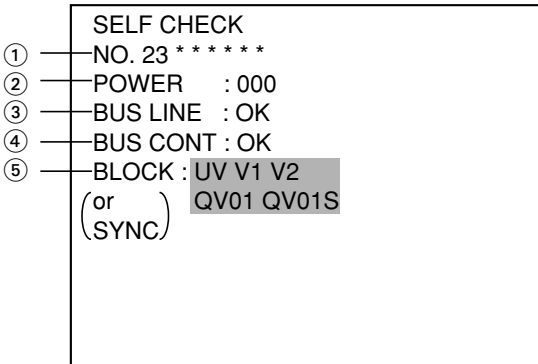 SELF CHECK
① NO. 23 * * * * * *
② POWER : 000
③ BUS LINE : OK
④ BUS CONT : OK
⑤ BLOCK : UV V1 V2
(or QV01 QV01S
SYNC)